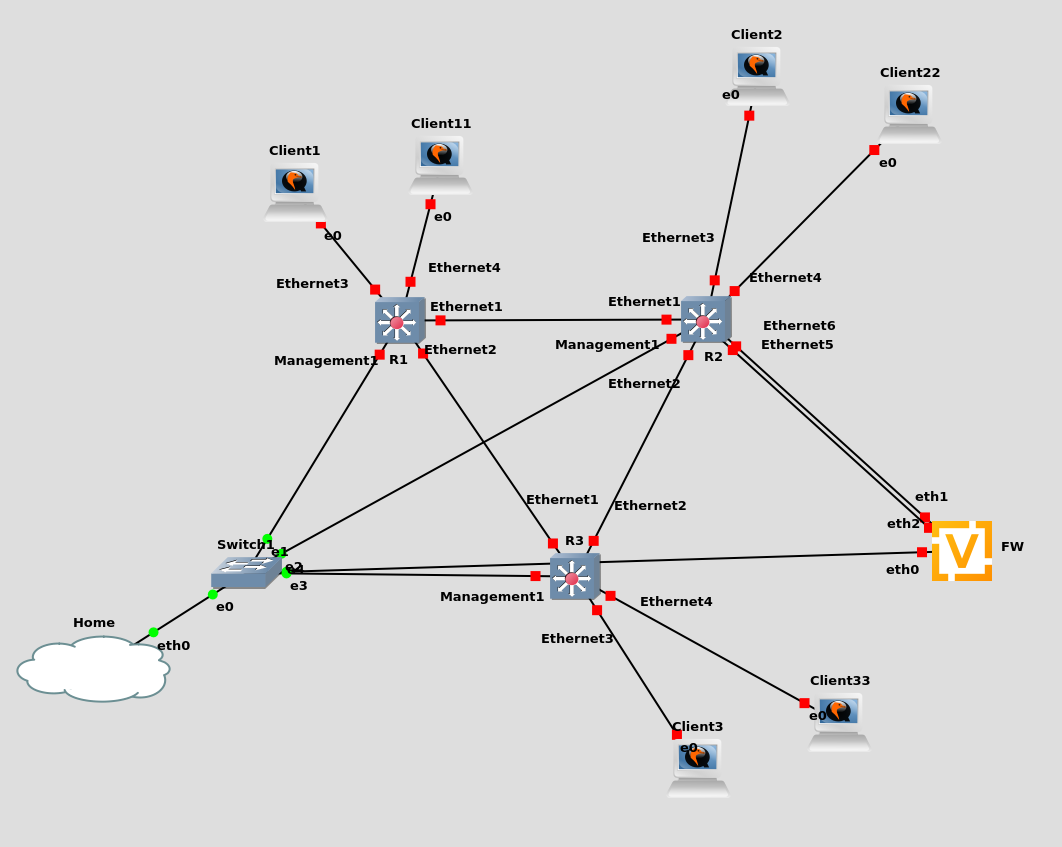 Client2
Client22
e0
Client11
Client1
e0
e0
e0
Ethernet3
Ethernet4
Ethernet4
Ethernet3
Ethernet1
Ethernet1
Ethernet6
Ethernet5
Management1
Ethernet2
Management1
R1
R2
Ethernet2
eth1
Ethernet1
Ethernet2
eth2
V
FW
Switch1
R3
e1
e2
eth0
e3
Management1
Ethernet4
e0
Home
Ethernet3
eth0
Client33
e0
Client3
e0